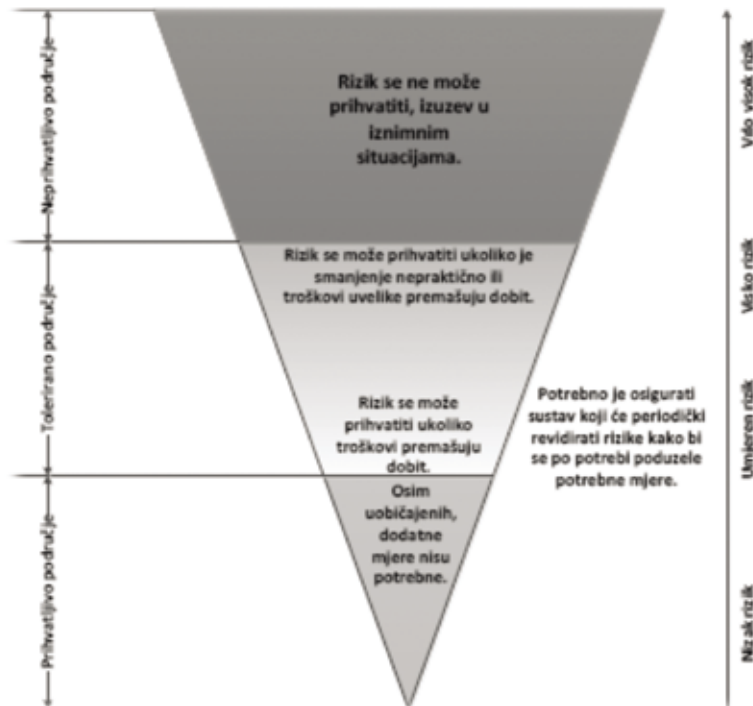 Neprihvatljivo područje
Rizik se ne može
prihvatiti, izuzev u
iznimnim
situacijama.
Vrlo visok rizik
Tolerirano područje
Rizik se može prihvatiti ukoliko je
smanjenje nepraktično ili
troškovi uvelike premašuju dobit.
Visko rizik
Rizik se može
prihvatiti ukoliko
troškovi premašuju
dobit.
Potrebno je osigurati
sustav koji će periodički
revidirati rizike kako bi
se po potrebi poduzele
potrebne mjere.
Umjeren rizik
Prihvatljivo područje
Osim
uobičajenih,
dodatne
mjere nisu
potrebne.
Nizak rizik